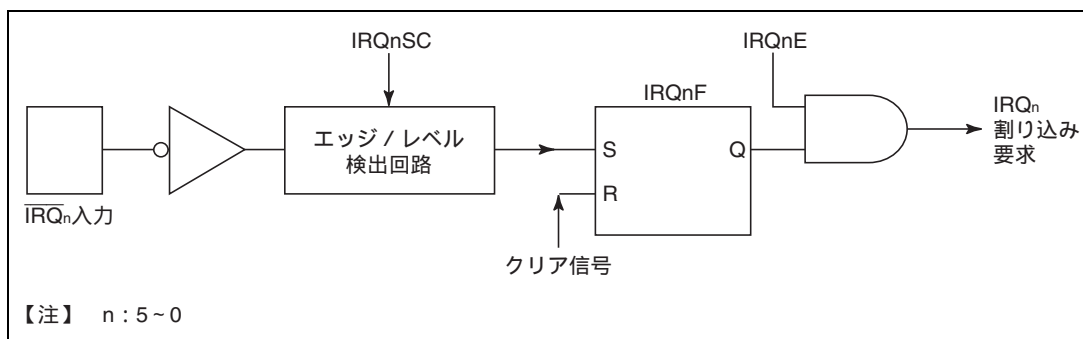 IRQnSC
IRQnE
IRQnF
エッジ / レベル
検出回路
S
Q
R
IRQn
割り込み
要求
IRQn入力
クリア信号
【注】 n : 5~0